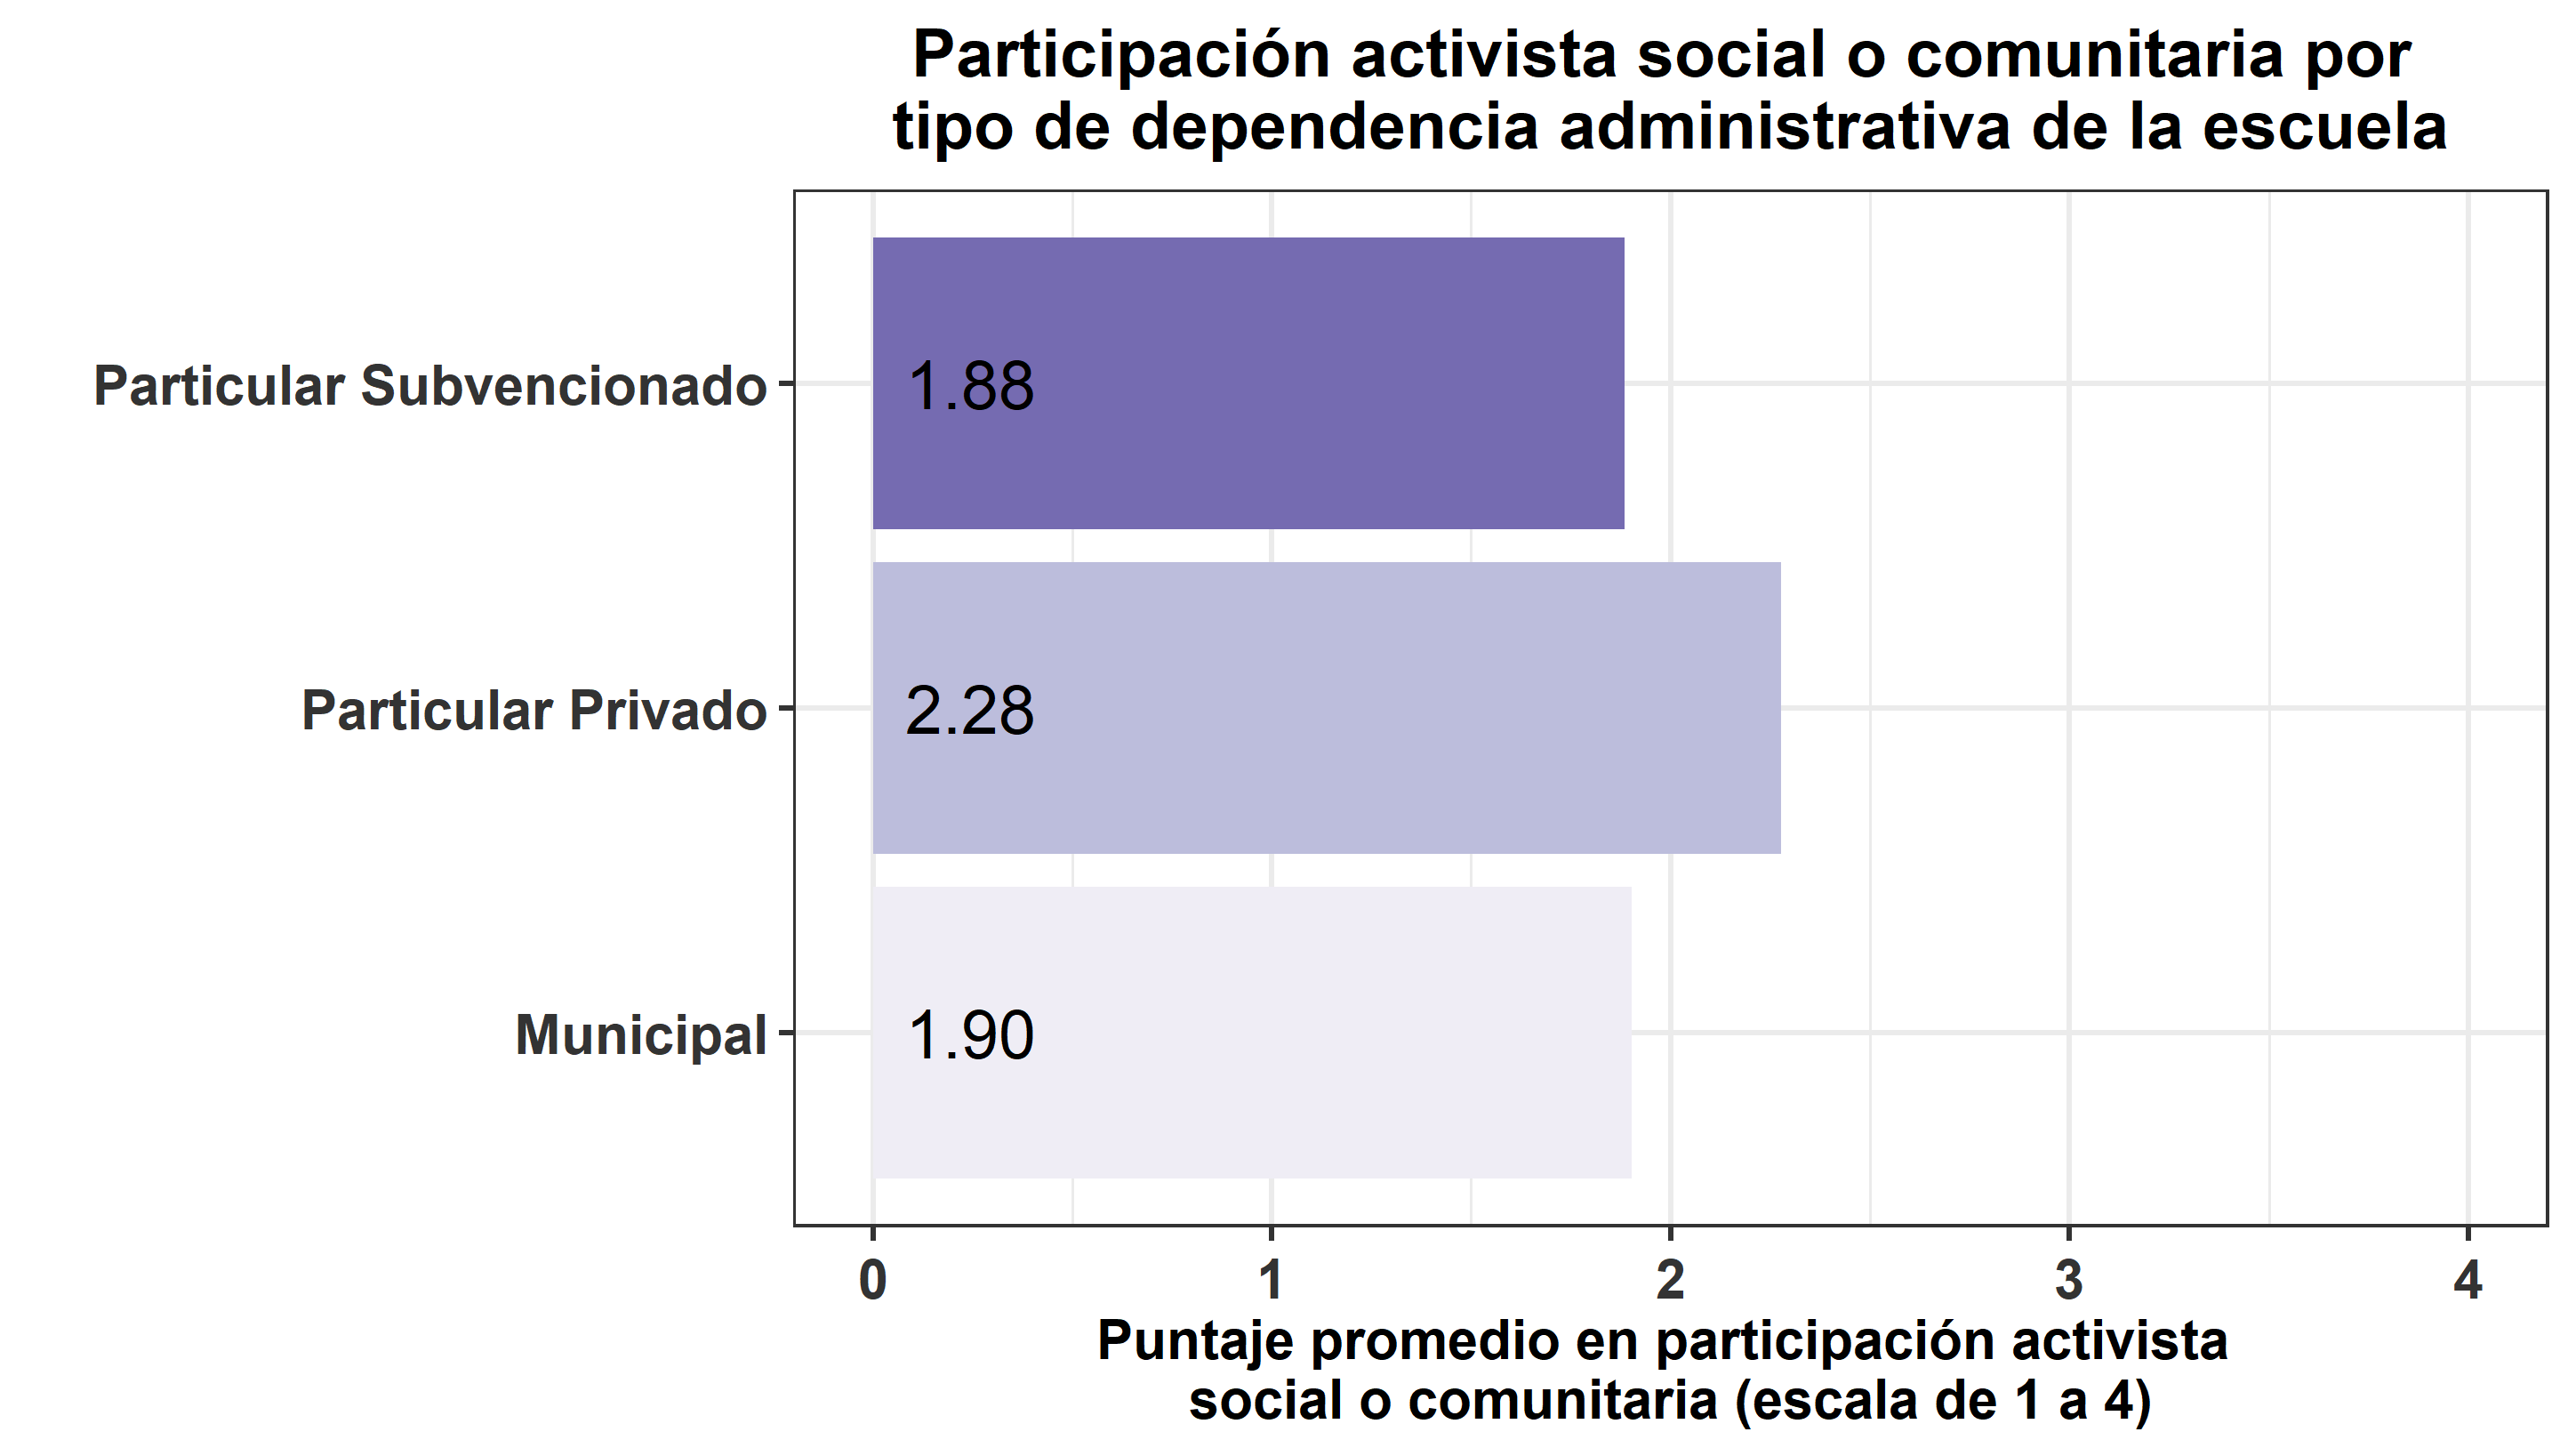 Participación activista social o comunitaria por
tipo de dependencia administrativa de la escuela
Particular Subvencionado
1.88
Particular Privado
2.28
Municipal
1.90
0 1 2 3 4
Puntaje promedio en participación activista
social o comunitaria (escala de 1 a 4)